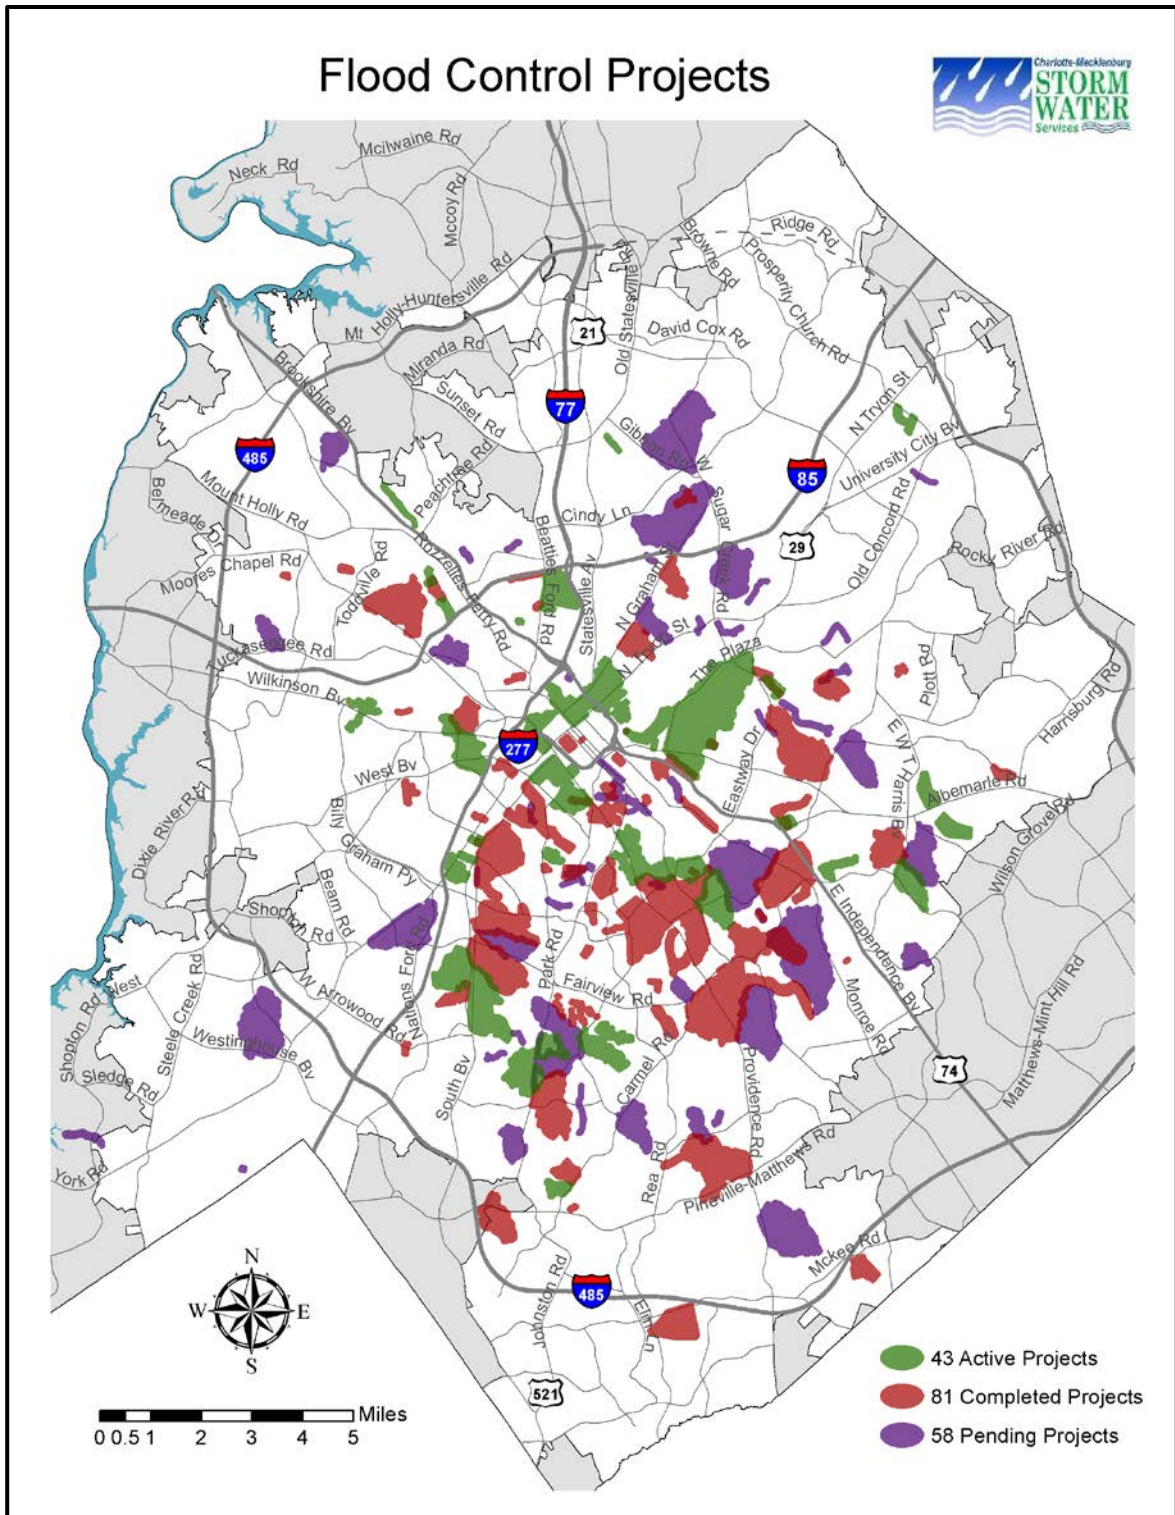 Flood Control Projects
Charlotte-Mecklenburg
STORM
WATER
Services
Mcilwaine Rd
Neck Rd
Mccoy Rd
Browne Rd
Ridge Rd
Mt Holly-Huntersville Rd
Prosperity Church Rd
Old Statesville Rd
21
David Cox Rd
Miranda Rd
Brookshire Bv
Sunset Rd
77
N Tryon St
Gibbon Rd
485
85
University City Bv
Peachtree Rd
W Sugar Creek Rd
Mount Holly Rd
Belmeade Dr
Cindy Ln
Old Concord Rd
29
Rocky River Rd
Moores Chapel Rd
Toddville Rd
Rozzelles Ferry Rd
Beatties Ford Rd
Statesville Av
N Graham St
N Tryon St
Tuckasegee Rd
The Plaza
Plott Rd
Wilkinson Bv
Harrisburg Rd
277
Eastway Dr
E W T Harris Bv
West Bv
Albemarle Rd
Dixie River Rd
Billy Graham Py
Wilson Grove Rd
Beam Rd
Shopton Rd
E Independence Bv
Nations Ford Rd
Park Rd
Fairview Rd
W Arrowood Rd
Shopton Rd West
Steele Creek Rd
Monroe Rd
Matthews-Mint Hill Rd
Westinghouse Bv
Carmel Rd
74
Sledge Rd
South Bv
Providence Rd
York Rd
Rea Rd
Pineville-Matthews Rd
Mckee Rd
N
W E
S
Johnston Rd
485
Elm Ln
521
43 Active Projects
81 Completed Projects
58 Pending Projects
Miles
0 0.5 1 2 3 4 5